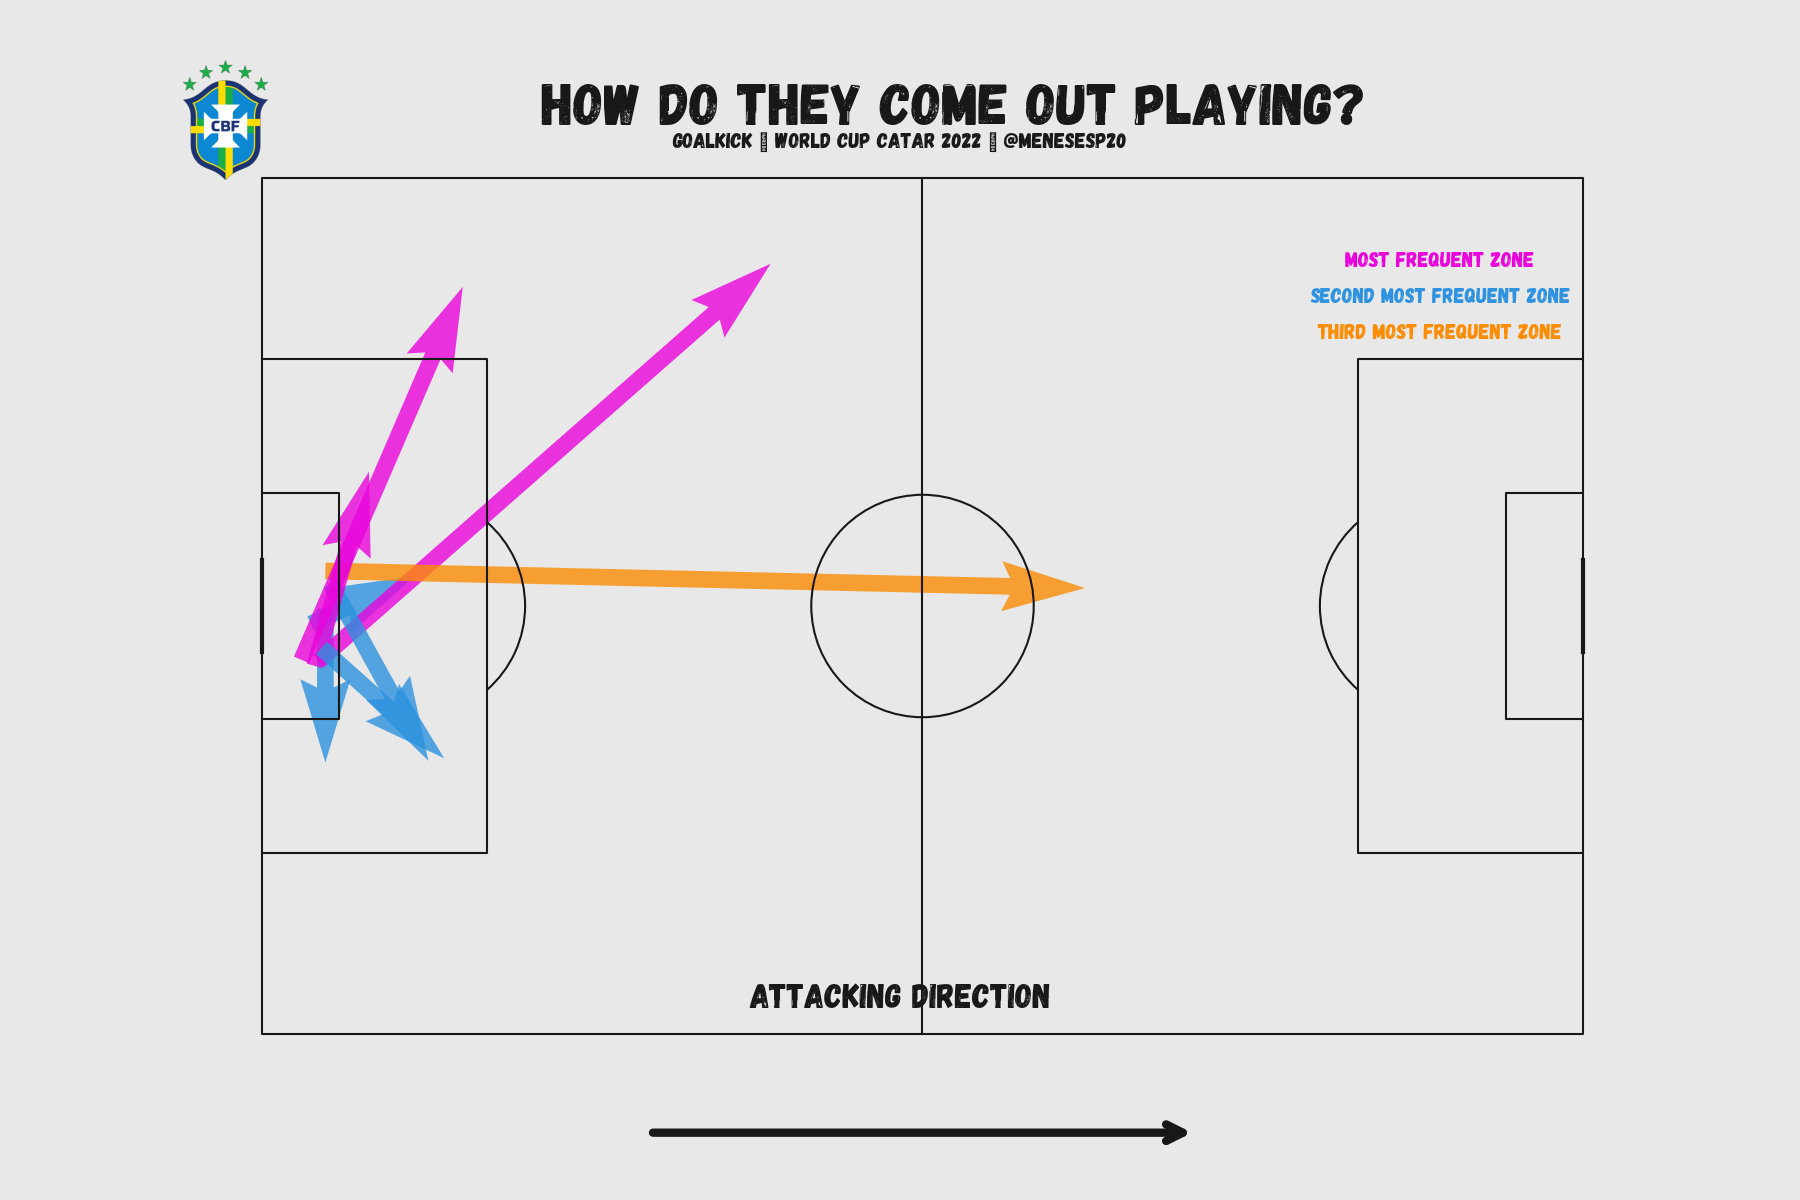 HOW DO THEY COME OUT PLAYING?
GOALKICK ▯ WORLD CUP CATAR 2022 ▯ @MENESESP20
CBF
MOST FREQUENT ZONE
SECOND MOST FREQUENT ZONE
THIRD MOST FREQUENT ZONE
ATTACKING DIRECTION